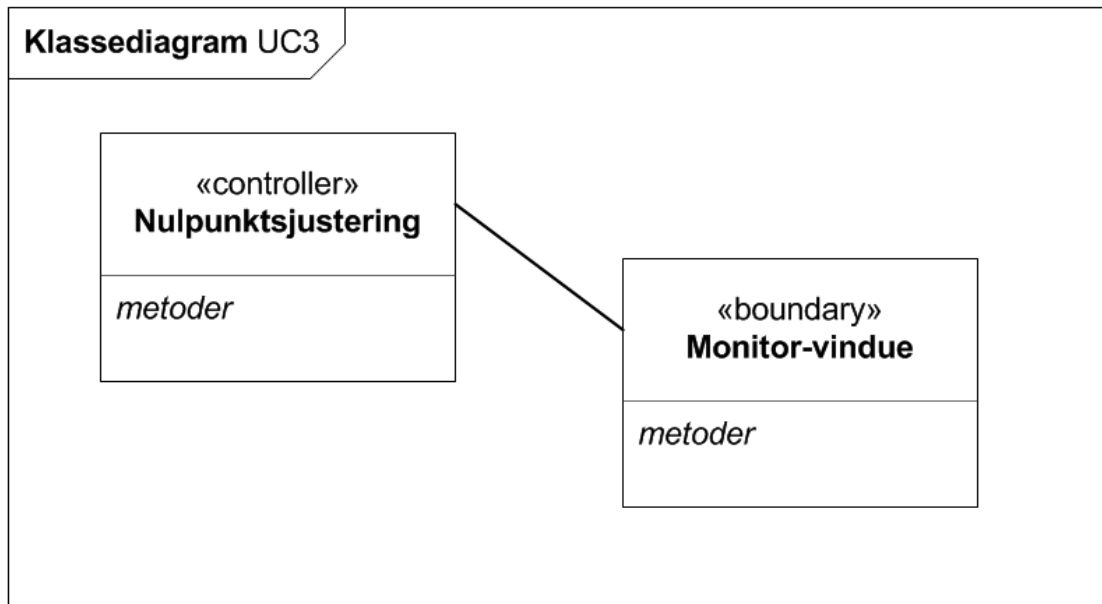 Klassediagram UC3
«controller»
Nulpunktsjustering
metoder
«boundary»
Monitor-vindue
metoder